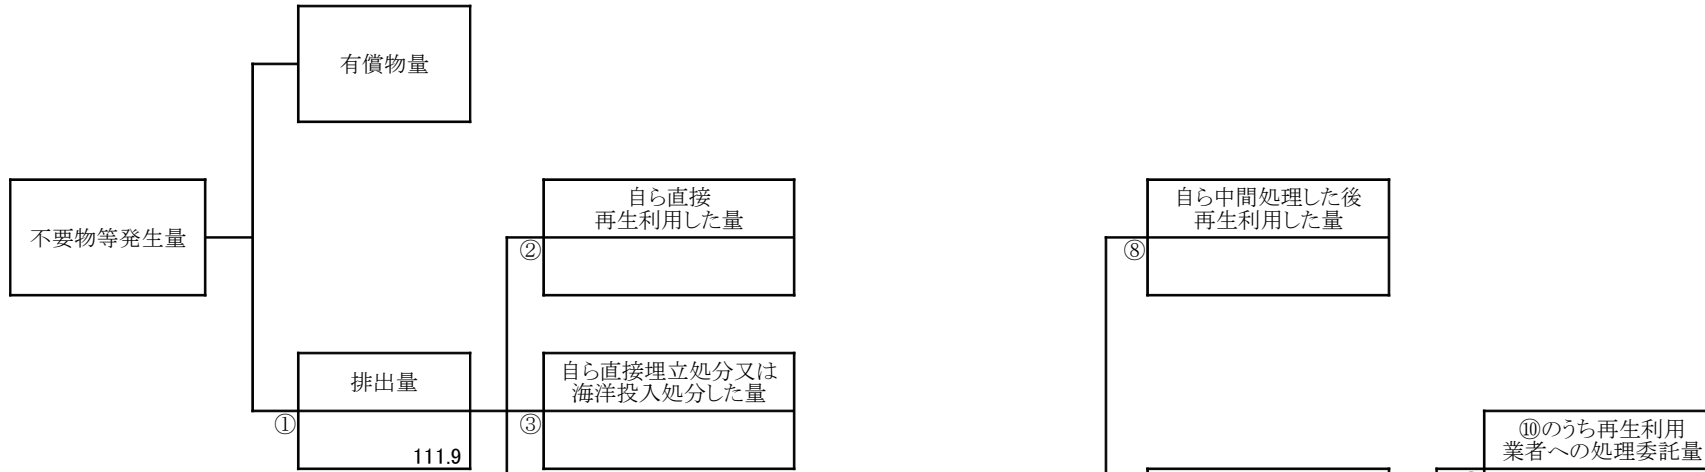 有償物量
不要物等発生量
自ら直接
再生利用した量
②
自ら中間処理した後
再生利用した量
⑧
排出量
①
111.9
自ら直接埋立処分又は
海洋投入処分した量
③
⑩のうち再生利用
業者への処理委託量